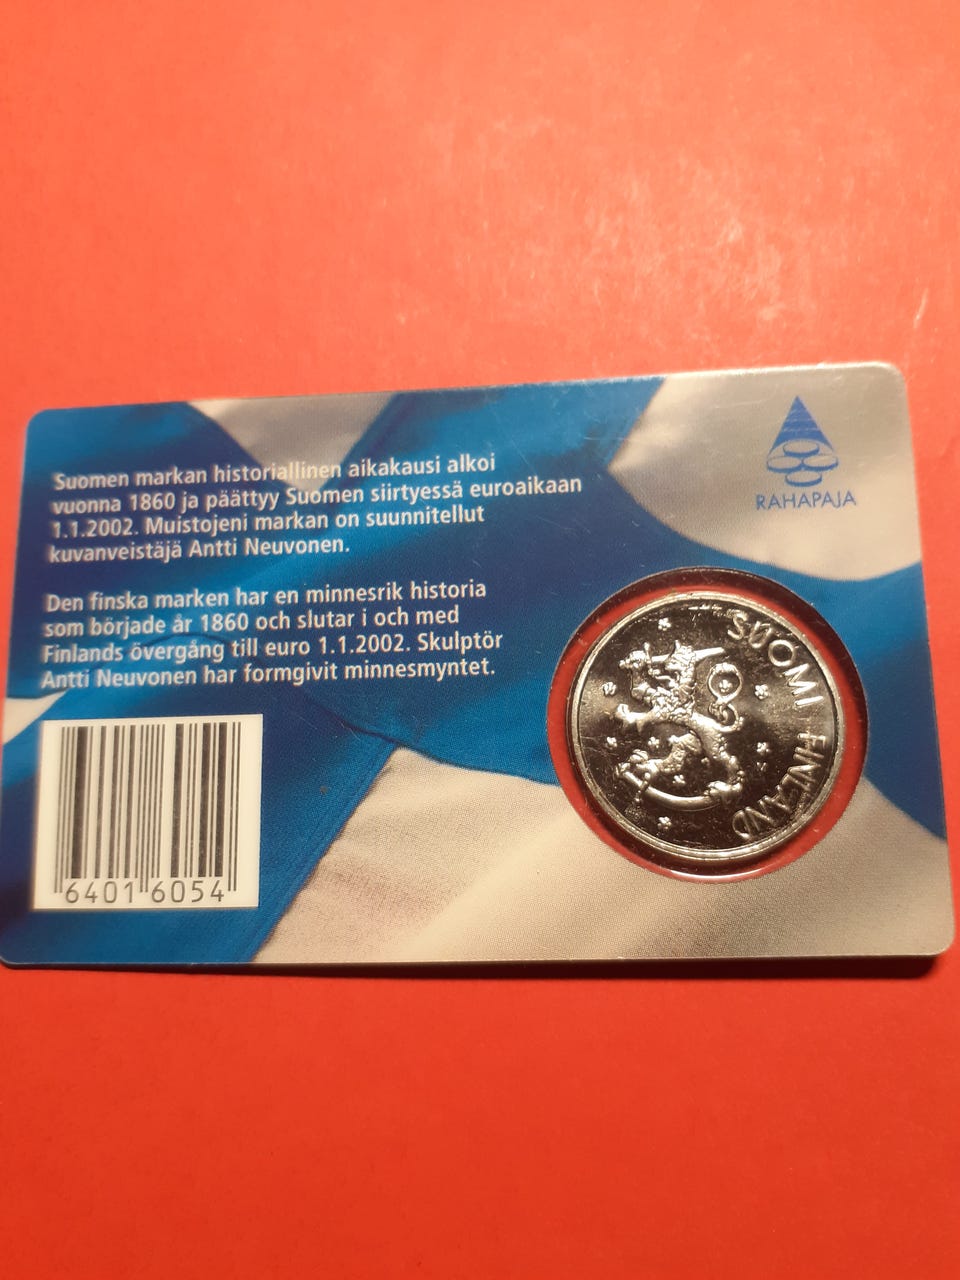 RAHAPAJA
Suomen markan historiallinen aikakausi alkoi
vuonna 1860 ja päättyy Suomen siirtyessä euroaikaan
1.1.2002. Muistojeni markan on suunnitellut
kuvanveistäjä Antti Neuvonen.
Den finska marken har en minnesrik historia
som började år 1860 och slutar i och med
Finlands övergång till euro 1.1.2002. Skulptör
Antti Neuvonen har formgivit minnesmyntet.
SUOMI FINLAND
6401 6054